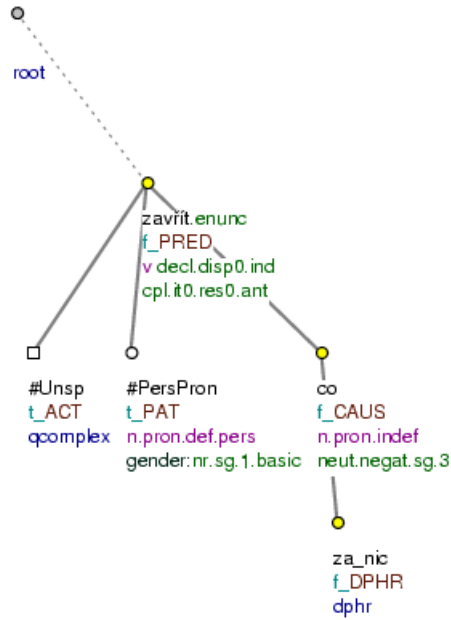 root
zavřít.enunc
f_PRED
v decl.disp0.ind
cpl.it0.res0.ant
#Unsp
t_ACT
qcomplex
#PersPron
t_PAT
n.pron.def.pers
gender:nr.sg.1.basic
co
f_CAUS
n.pron.indef
neut.negat.sg.3
za_nic
f_DPHR
dphr